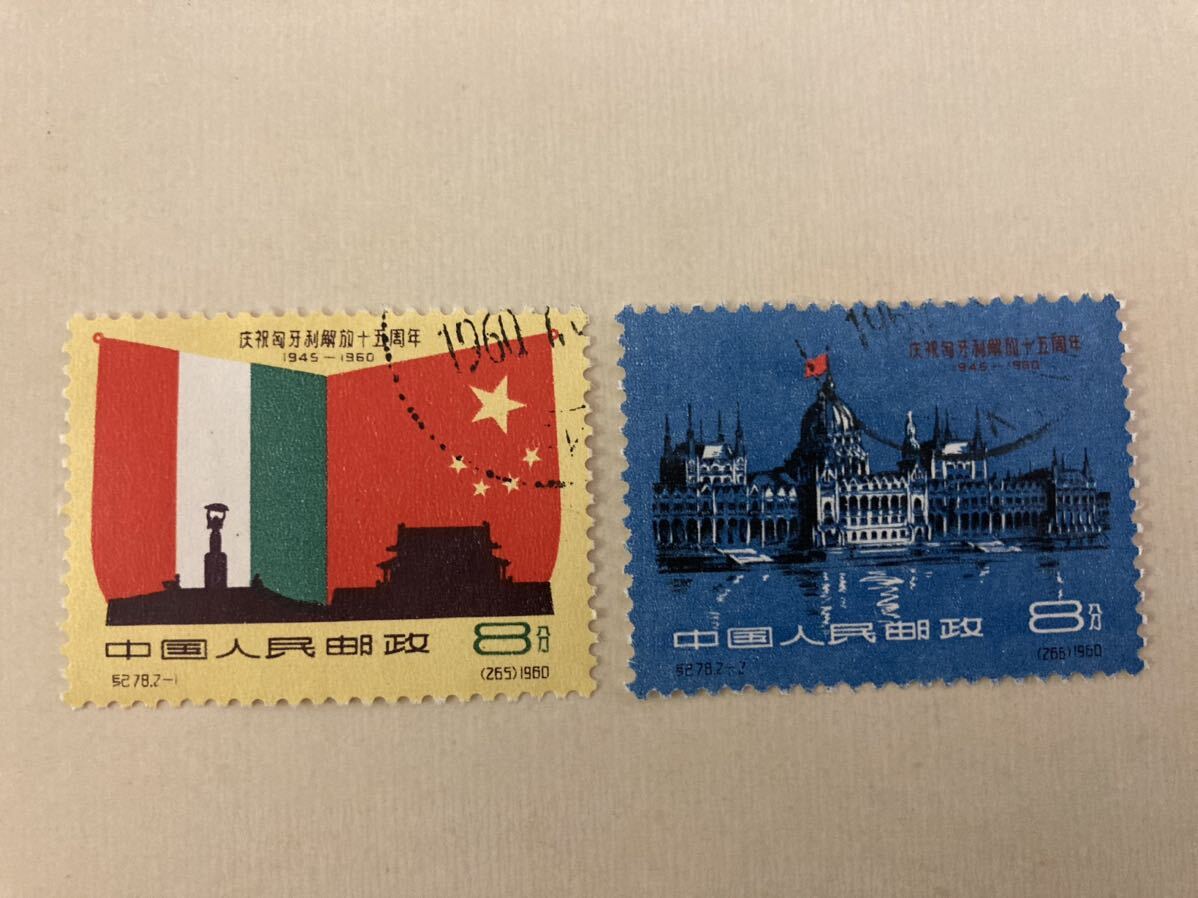 庆祝匈牙利解放十五周年
1945-1960
1960
中国人民邮政
8分
纪78.2-1
(265)1960
庆祝匈牙利解放十五周年
1945-1960
中国人民邮政
8分
纪78.2-2
(266)1960